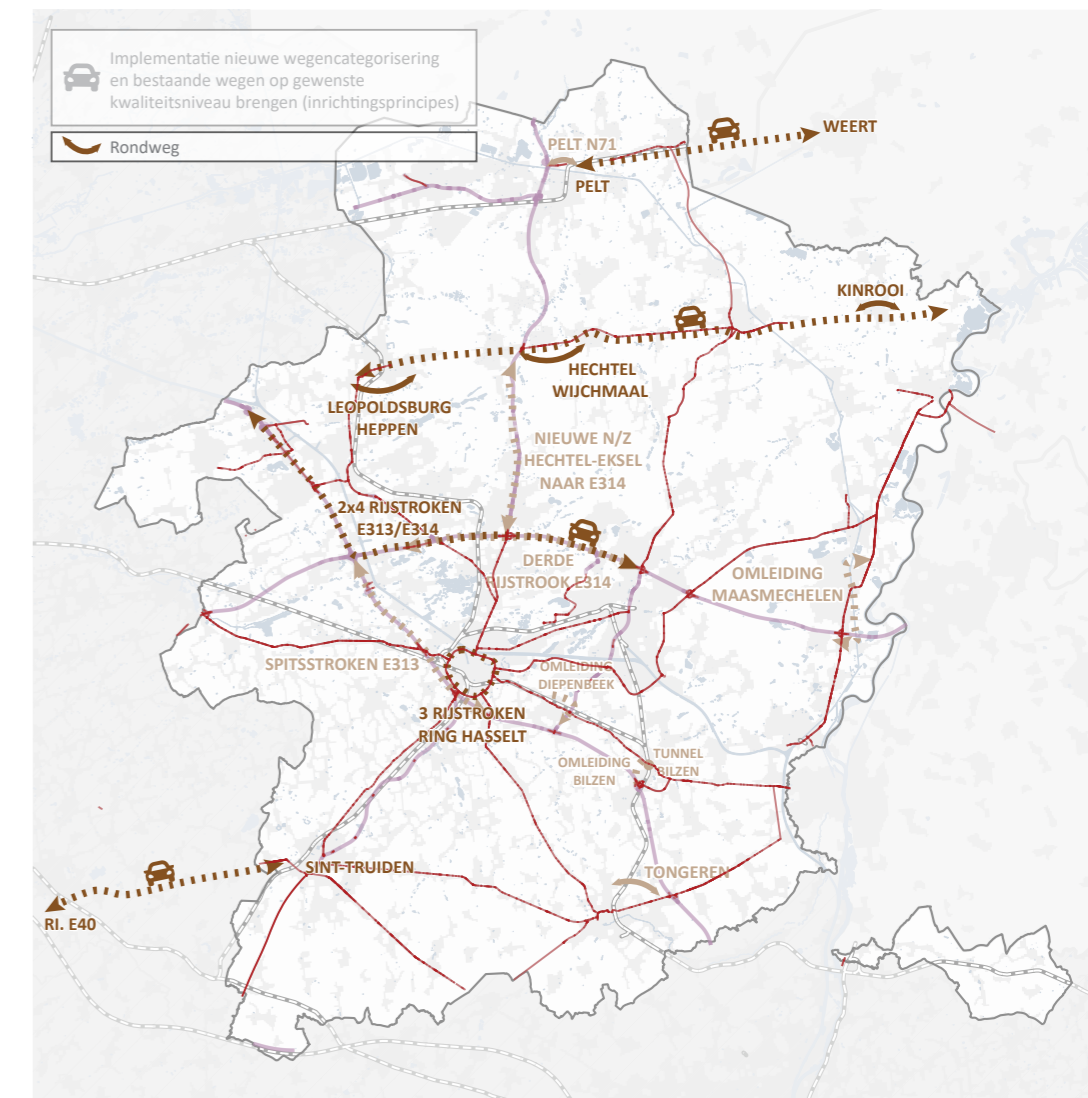 Implementatie nieuwe wegencategorisering
en bestaande wegen op gewenste
kwaliteitsniveau brengen (inrichtingsprincipes)
Rondweg
WEERT
PELT N71
PELT
KINROOI
HECHTEL
WIJCHMAAL
LEOPOLDSBURG
HEPPEN
NIEUWE N/Z
HECHTEL-EKSEL
NAAR E314
2x4 RIJSTROKEN
E313/E314
DERDE
RIJSTROOK E314
OMLEIDING
MAASMECHELEN
SPITSSTROKEN E313
OMLEIDING
DIEPENBEEK
3 RIJSTROKEN
RING HASSELT
TUNNEL
BILZEN
OMLEIDING
BILZEN
SINT-TRUIDEN
TONGEREN
RI. E40